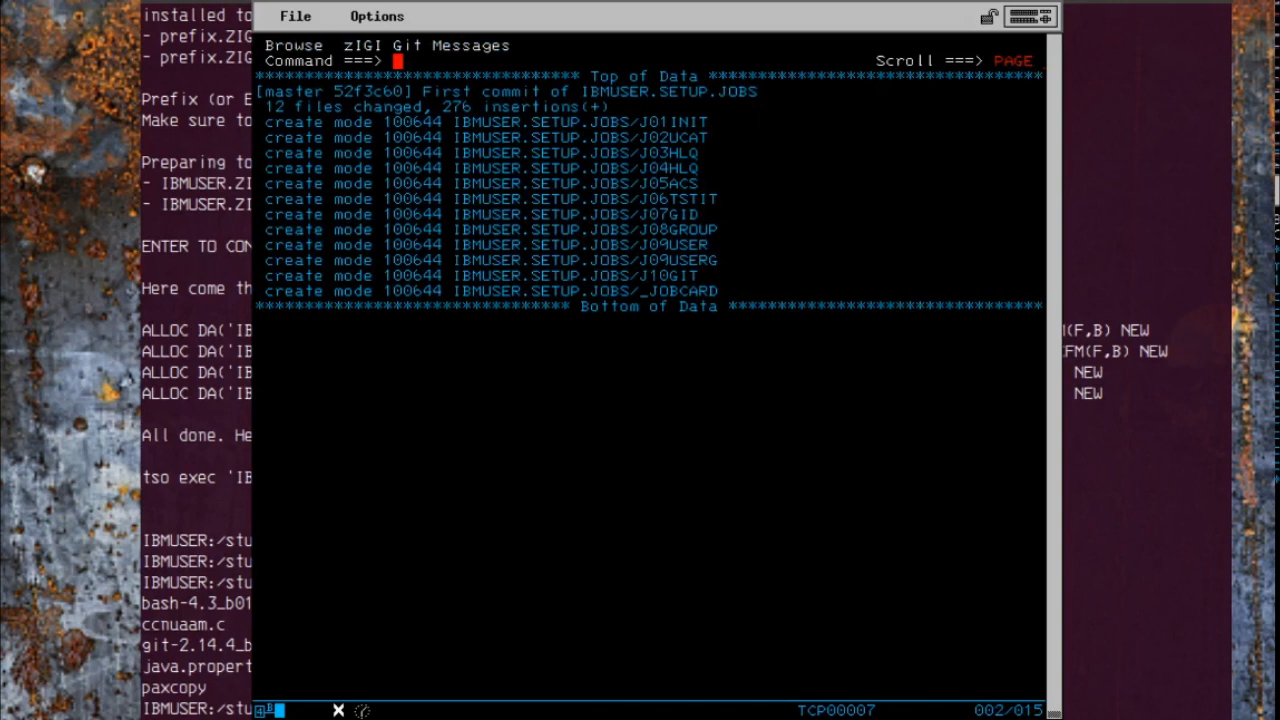 File Options
Browse zIGI Git Messages
Command ===> Scroll ===> PAGE
******************************** Top of Data **********************************
[master 52f3c60] First commit of IBMUSER.SETUP.JOBS
12 files changed, 276 insertions(+)
create mode 100644 IBMUSER.SETUP.JOBS/J01INIT
create mode 100644 IBMUSER.SETUP.JOBS/J02UCAT
create mode 100644 IBMUSER.SETUP.JOBS/J03HLQ
create mode 100644 IBMUSER.SETUP.JOBS/J04HLQ
create mode 100644 IBMUSER.SETUP.JOBS/J05ACS
create mode 100644 IBMUSER.SETUP.JOBS/J06TSTIT
create mode 100644 IBMUSER.SETUP.JOBS/J07GID
create mode 100644 IBMUSER.SETUP.JOBS/J08GROUP
create mode 100644 IBMUSER.SETUP.JOBS/J09USER
create mode 100644 IBMUSER.SETUP.JOBS/J09USERG
create mode 100644 IBMUSER.SETUP.JOBS/J10GIT
create mode 100644 IBMUSER.SETUP.JOBS/_JOBCARD
******************************* Bottom of Data ********************************
TCP00007 002/015
installed to
- prefix.ZIG
- prefix.ZIG
Prefix (or E
Make sure to
Preparing to
- IBMUSER.ZI
- IBMUSER.ZI
ENTER TO CON
Here come th
ALLOC DA('IB (F,B) NEW
ALLOC DA('IB FM(F,B) NEW
ALLOC DA('IB NEW
ALLOC DA('IB NEW
All done. He
tso exec 'IB
IBMUSER:/stu
IBMUSER:/stu
IBMUSER:/stu
bash-4.3_b01
ccnuaam.c
git-2.14.4_b
java.propert
paxcopy
IBMUSER:/stu